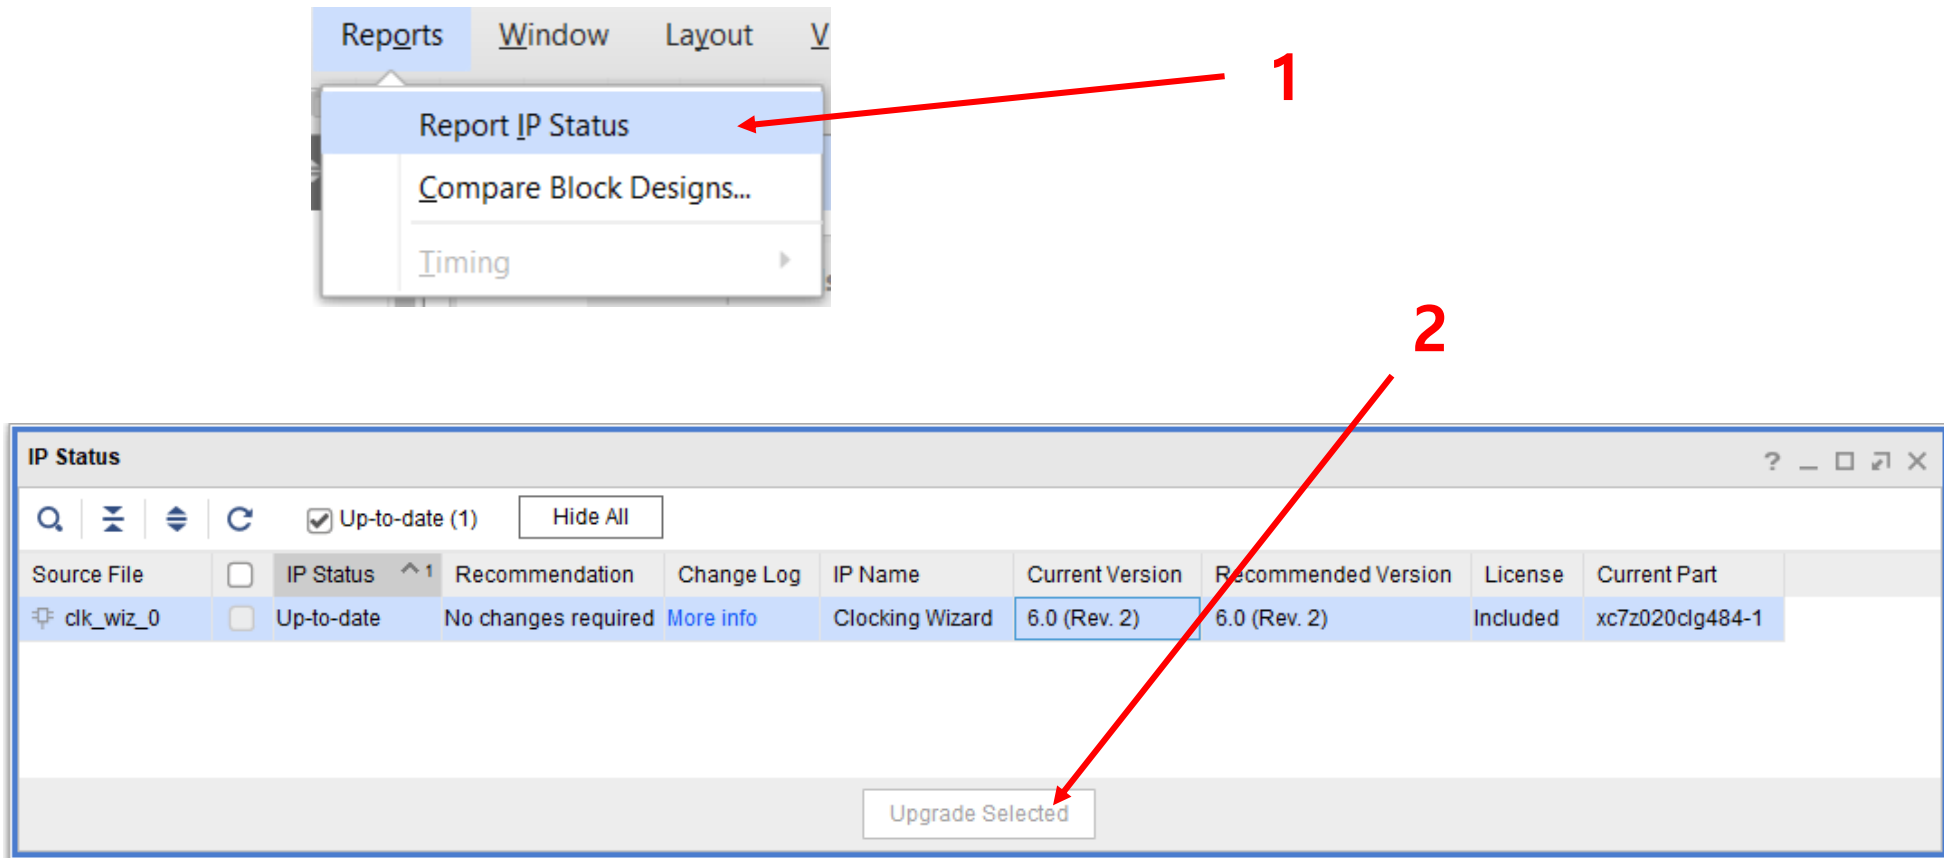 Reports Window Layout V
1
Report IP Status
Compare Block Designs...
Timing
2
IP Status
?
Up-to-date (1) Hide All
Source File IP Status 1 Recommendation Change Log IP Name Current Version Recommended Version License Current Part
clk_wiz_0 Up-to-date No changes required More info Clocking Wizard 6.0 (Rev. 2) 6.0 (Rev. 2) Included xc7z020clg484-1
Upgrade Selected